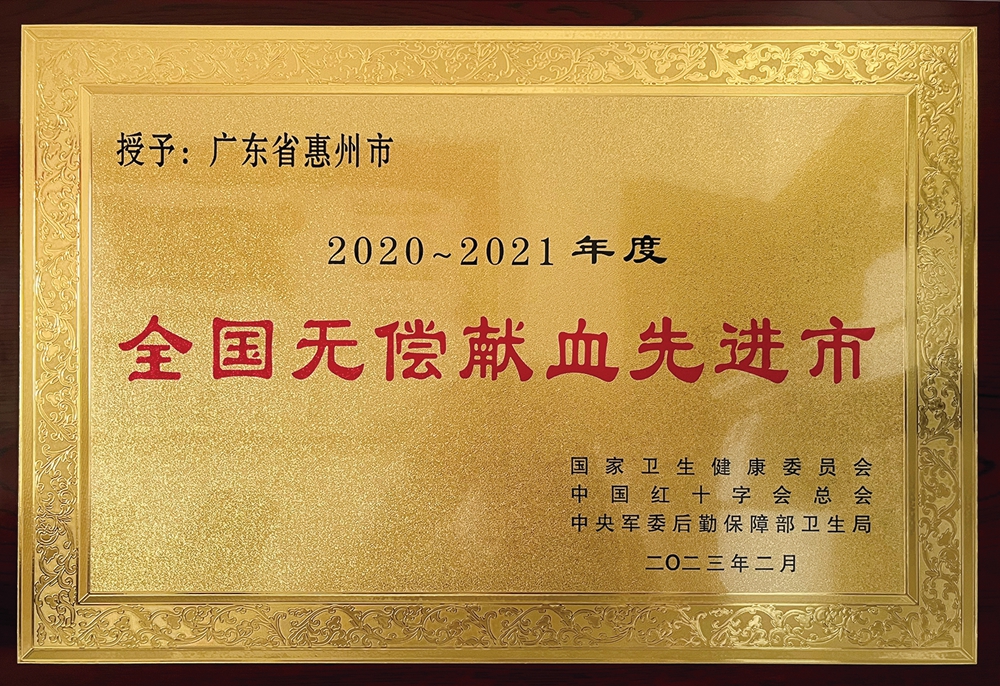 授予：广东省惠州市
2020~2021年度
全国无偿献血先进市
国家卫生健康委员会
中国红十字会总会
中央军委后勤保障部卫生局
二〇二三年二月